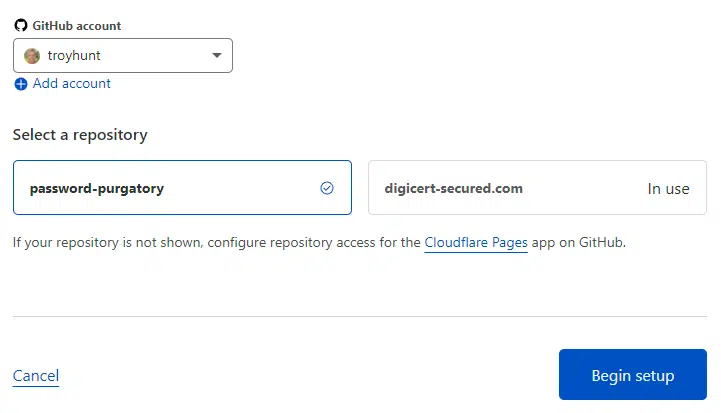 GitHub account
troyhunt
Add account
Select a repository
password-purgatory
digicert-secured.com In use
If your repository is not shown, configure repository access for the Cloudflare Pages app on GitHub.
Cancel
Begin setup